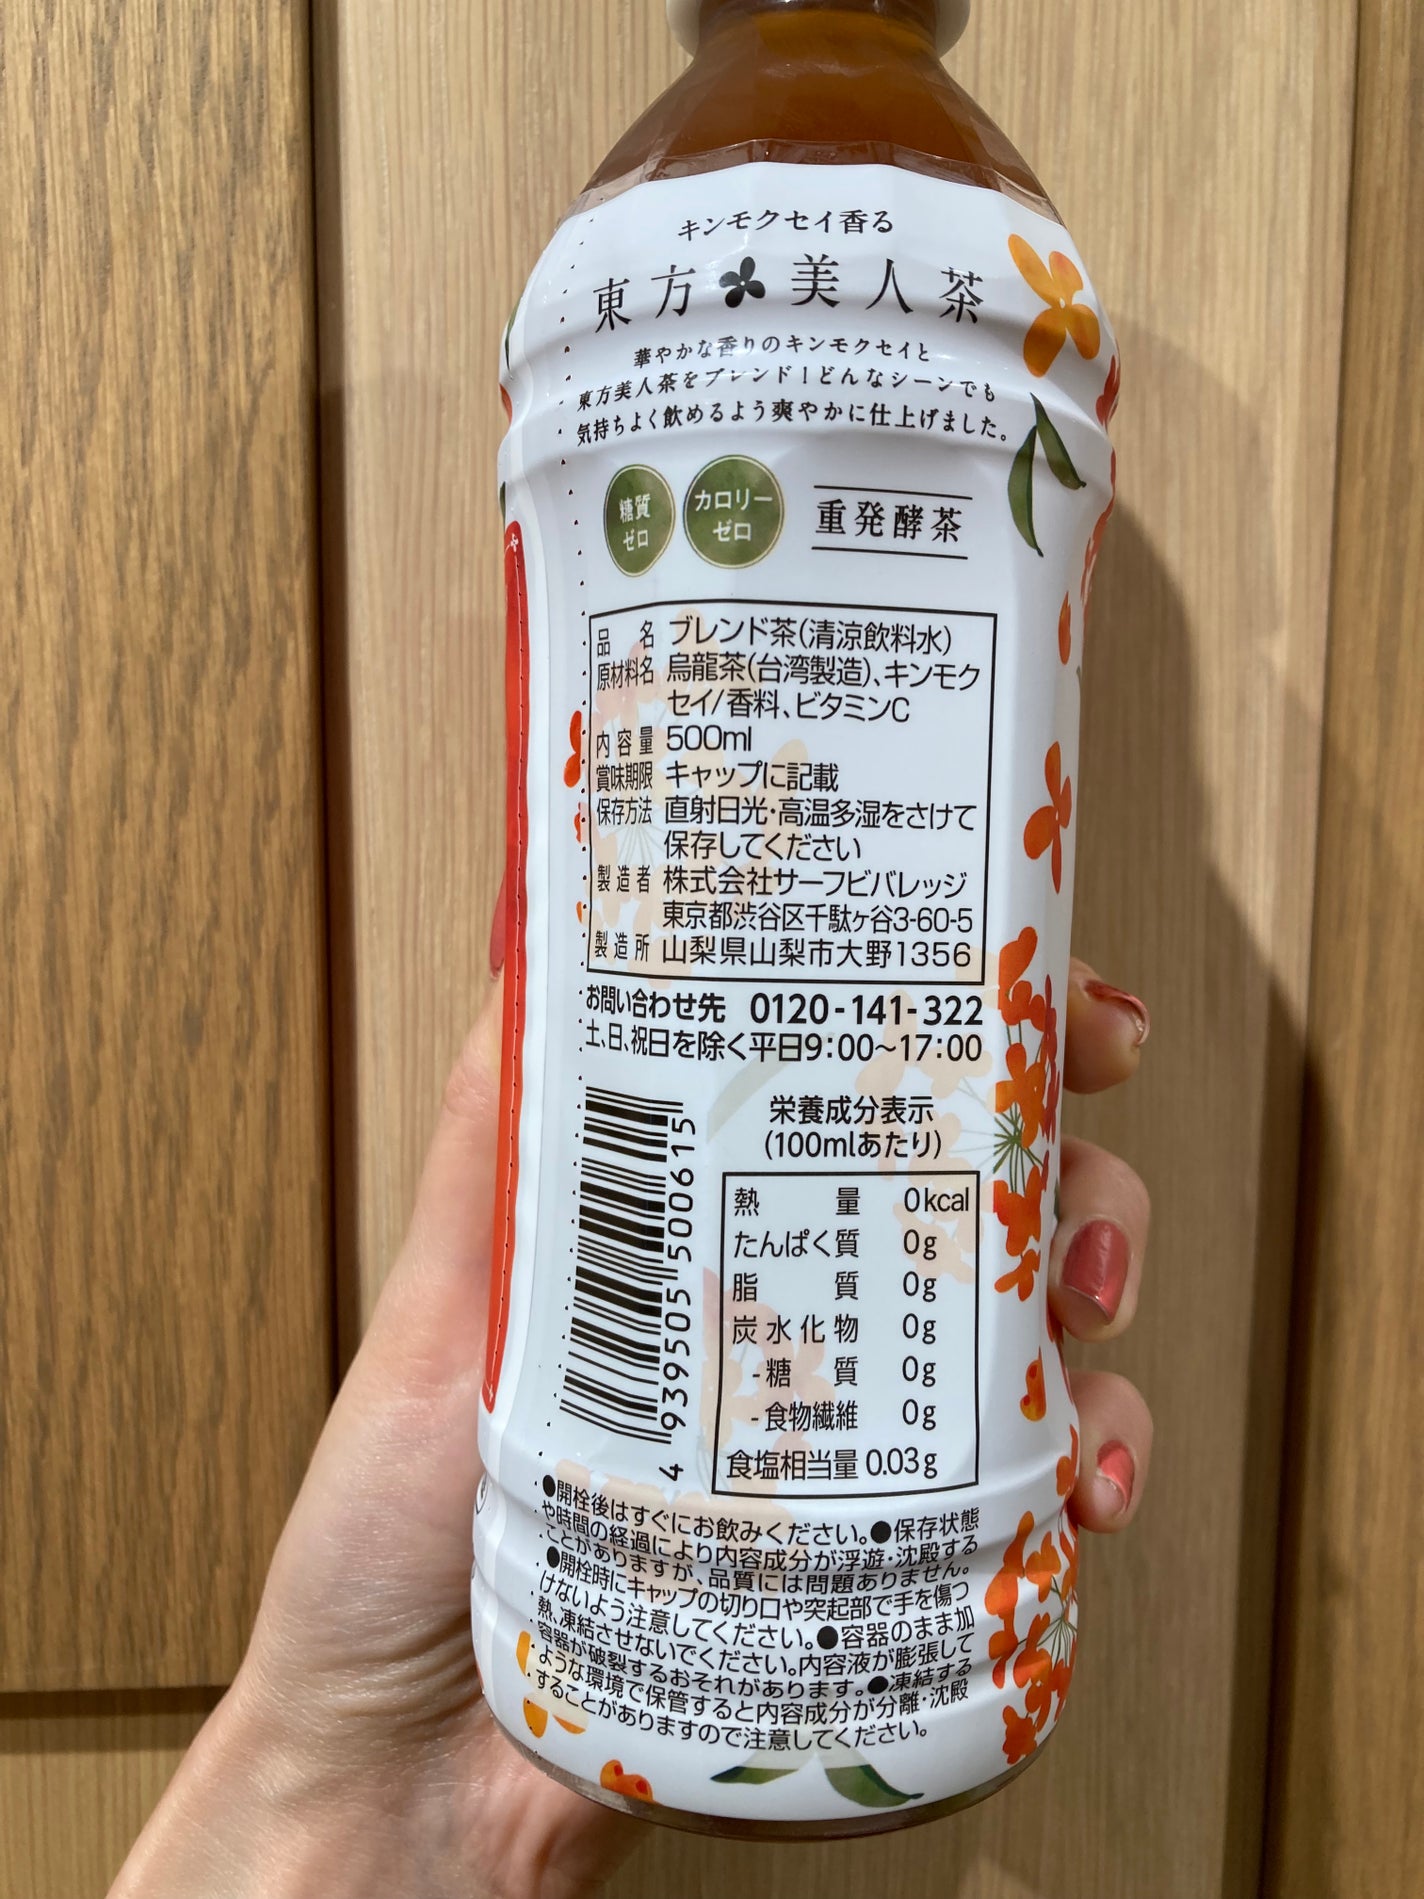 キンモクセイ香る
東方美人茶
華やかな香りのキンモクセイと
東方美人茶をブレンド！どんなシーンでも
気持ちよく飲めるよう爽やかに仕上げました。
糖質
ゼロ
カロリー
ゼロ
重発酵茶
品名 ブレンド茶(清涼飲料水)
原材料名 烏龍茶(台湾製造)、キンモク
セイ/香料、ビタミンC
内容量 500ml
賞味期限 キャップに記載
保存方法 直射日光・高温多湿をさけて
保存してください
製造者 株式会社サーフビバレッジ
東京都渋谷区千駄ヶ谷3-60-5
製造所 山梨県山梨市大野1356
お問い合わせ先 0120-141-322
土、日、祝日を除く平日9:00~17:00
4 939505 500615
栄養成分表示
(100mlあたり)
熱量 0kcal
たんぱく質 0g
脂質 0g
炭水化物 0g
-糖質 0g
-食物繊維 0g
食塩相当量 0.03g
●開栓後はすぐにお飲みください。●保存状態
や時間の経過により内容成分が浮遊・沈殿する
ことがありますが、品質には問題ありません。
●開栓時にキャップの切り口や突起部で手を傷つ
けないよう注意してください。●容器のまま加
熱、凍結させないでください。内容液が膨張して
容器が破裂するおそれがあります。●凍結する
ような環境で保管すると内容成分が分離・沈殿
することがありますので注意してください。